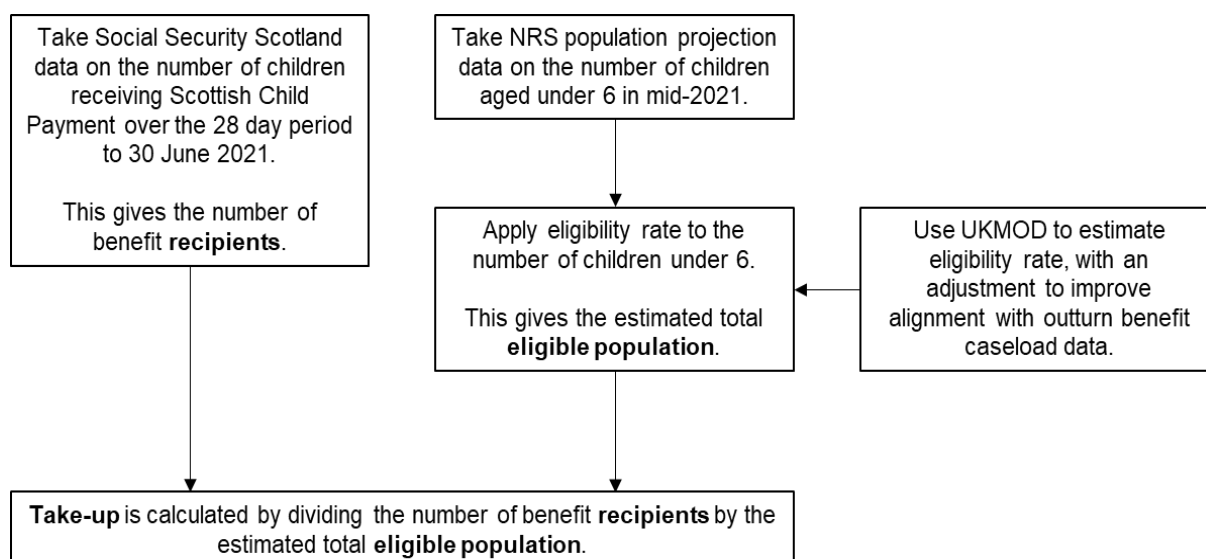 Take Social Security Scotland
data on the number of children
receiving Scottish Child
Payment over the 28 day period
to 30 June 2021.
This gives the number of
benefit recipients.
Take NRS population projection
data on the number of children
aged under 6 in mid-2021.
Apply eligibility rate to the
number of children under 6.
This gives the estimated total
eligible population.
Use UKMOD to estimate
eligibility rate, with an
adjustment to improve
alignment with outturn benefit
caseload data.
Take-up is calculated by dividing the number of benefit recipients by the
estimated total eligible population.